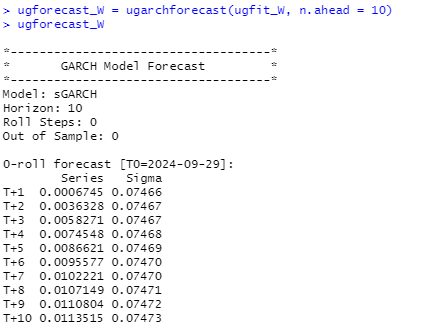 > ugforecast_W = ugarchforecast(ugfit_W, n.ahead = 10)
> ugforecast_W

*------------------------------------*
*       GARCH Model Forecast         *
*------------------------------------*
Model: sGARCH
Horizon: 10
Roll Steps: 0
Out of Sample: 0

0-roll forecast [T0=2024-09-29]:
        Series   Sigma
T+1  0.0006745 0.07466
T+2  0.0036328 0.07467
T+3  0.0058271 0.07467
T+4  0.0074548 0.07468
T+5  0.0086621 0.07469
T+6  0.0095577 0.07470
T+7  0.0102221 0.07470
T+8  0.0107149 0.07471
T+9  0.0110804 0.07472
T+10 0.0113515 0.07473